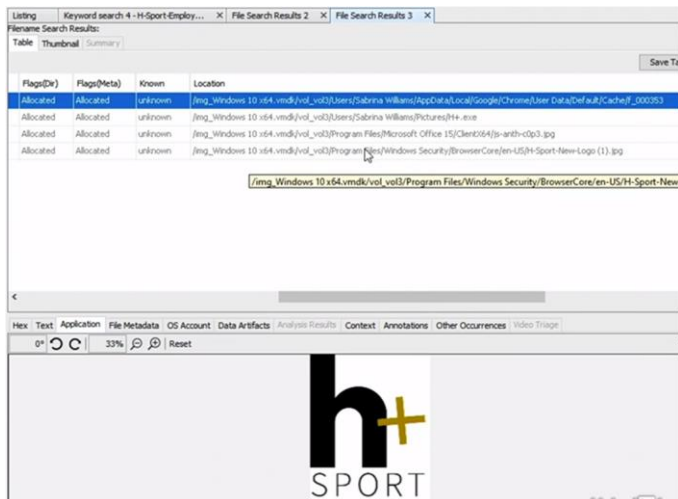 Listing Keyword search 4 - H-Sport-Employ... × File Search Results 2 × File Search Results 3 ×
Filename Search Results:
Table Thumbnail Summary
Save Ta
Flags(Dir) Flags(Meta) Known Location
Allocated Allocated unknown /img_Windows 10 x64.vmdk/vol_vol3/Users/Sabrina Williams/AppData/Local/Google/Chrome/User Data/Default/Cache/f_000353
Allocated Allocated unknown /img_Windows 10 x64.vmdk/vol_vol3/Users/Sabrina Williams/Pictures/H+.exe
Allocated Allocated unknown /img_Windows 10 x64.vmdk/vol_vol3/Program Files/Microsoft Office 15/ClientX64/js-anth-c0p3.jpg
Allocated Allocated unknown /img_Windows 10 x64.vmdk/vol_vol3/Program Files/Windows Security/BrowserCore/en-US/H-Sport-New-Logo (1).jpg
/img_Windows 10 x64.vmdk/vol_vol3/Program Files/Windows Security/BrowserCore/en-US/H-Sport-New
Hex Text Application File Metadata OS Account Data Artifacts Analysis Results Context Annotations Other Occurrences Video Triage
0° 33% Reset
h+
SPORT